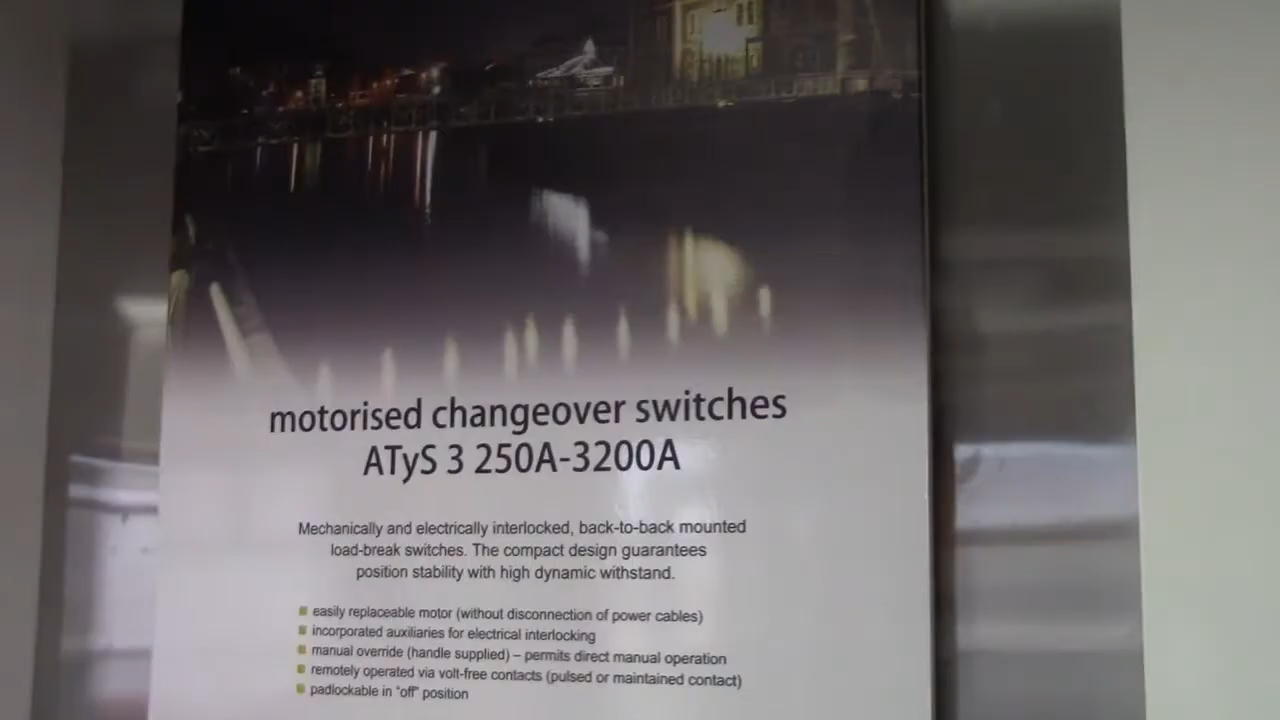 motorised changeover switches
ATyS 3 250A-3200A
Mechanically and electrically interlocked, back-to-back mounted
load-break switches. The compact design guarantees
position stability with high dynamic withstand.
easily replaceable motor (without disconnection of power cables)
incorporated auxiliaries for electrical interlocking
manual override (handle supplied) – permits direct manual operation
remotely operated via volt-free contacts (pulsed or maintained contact)
padlockable in "off" position